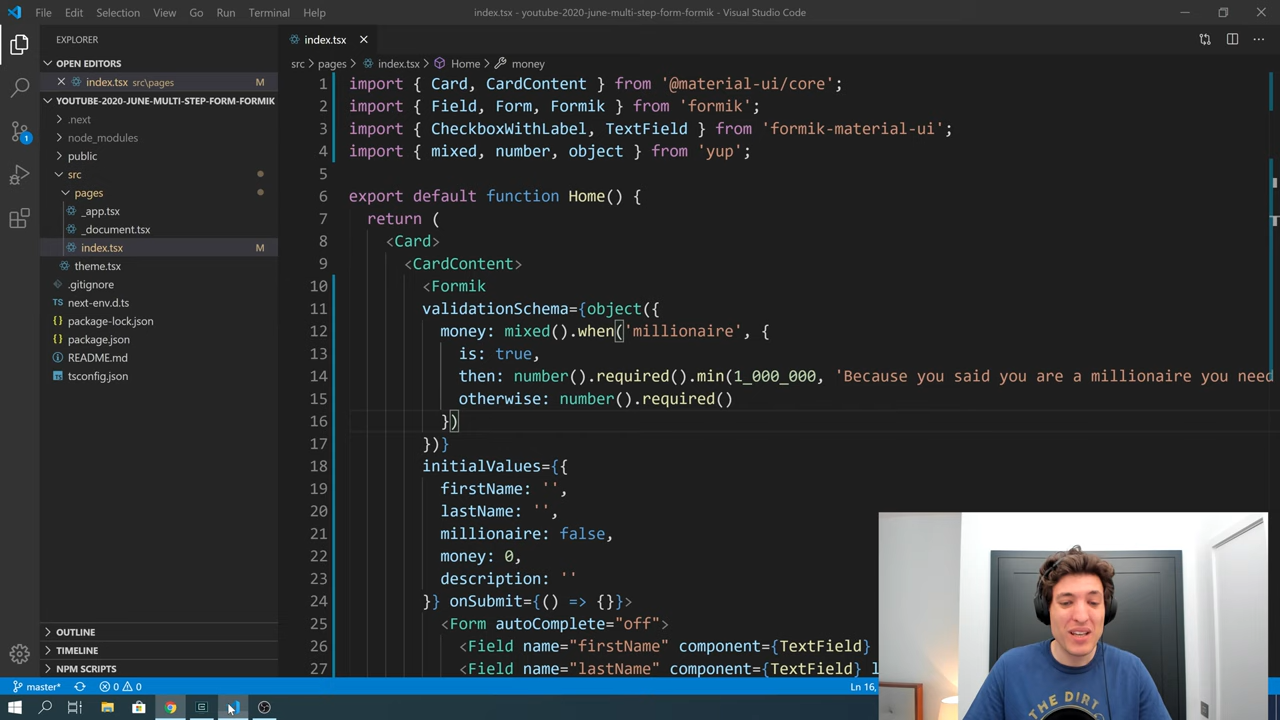 File Edit Selection View Go Run Terminal Help
index.tsx - youtube-2020-june-multi-step-form-formik - Visual Studio Code
EXPLORER
OPEN EDITORS
index.tsx src\pages M
YOUTUBE-2020-JUNE-MULTI-STEP-FORM-FORMIK
.next
node_modules
public
src
pages
_app.tsx
_document.tsx
index.tsx M
theme.tsx
.gitignore
next-env.d.ts
package-lock.json
package.json
README.md
tsconfig.json
OUTLINE
TIMELINE
NPM SCRIPTS
1
index.tsx
src > pages > index.tsx > Home > money
1 import { Card, CardContent } from '@material-ui/core';
2 import { Field, Form, Formik } from 'formik';
3 import { CheckboxWithLabel, TextField } from 'formik-material-ui';
4 import { mixed, number, object } from 'yup';
5
6 export default function Home() {
7 return (
8 <Card>
9 <CardContent>
10 <Formik
11 validationSchema={object({
12 money: mixed().when('millionaire', {
13 is: true,
14 then: number().required().min(1_000_000, 'Because you said you are a millionaire you need
15 otherwise: number().required()
16 })
17 })}
18 initialValues={{
19 firstName: '',
20 lastName: '',
21 millionaire: false,
22 money: 0,
23 description: ''
24 }} onSubmit={() => {}}>
25 <Form autoComplete="off">
26 <Field name="firstName" component={TextField}
27 <Field name="lastName" component={TextField} l
master* 0 0 Ln 16,
THE DIRT